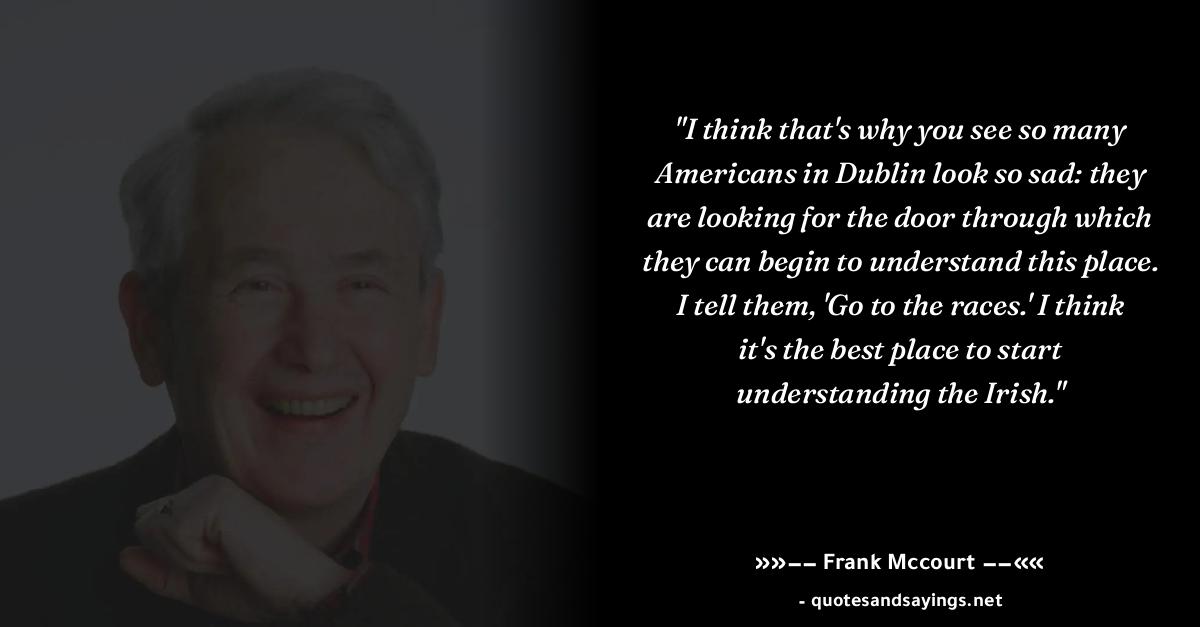 "I think that's why you see so many
Americans in Dublin look so sad: they
are looking for the door through which
they can begin to understand this place.
I tell them, 'Go to the races.' I think
it's the best place to start
understanding the Irish."
»»−− Frank Mccourt −−««
- quotesandsayings.net